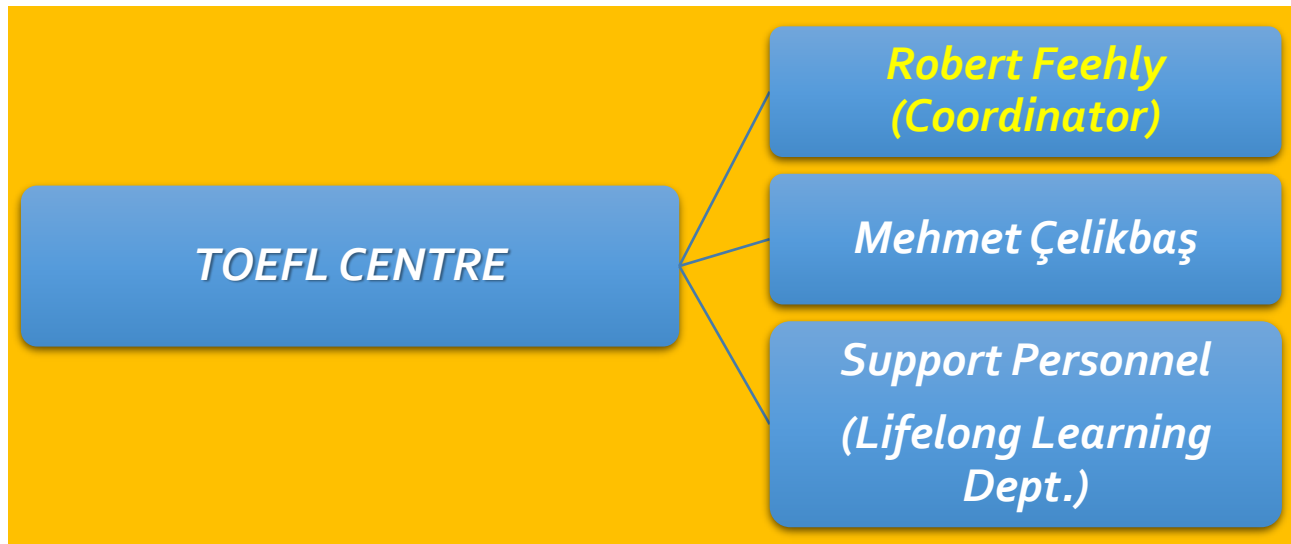 TOEFL CENTRE
Robert Feehly
(Coordinator)
Mehmet Çelikbaş
Support Personnel
(Lifelong Learning
Dept.)